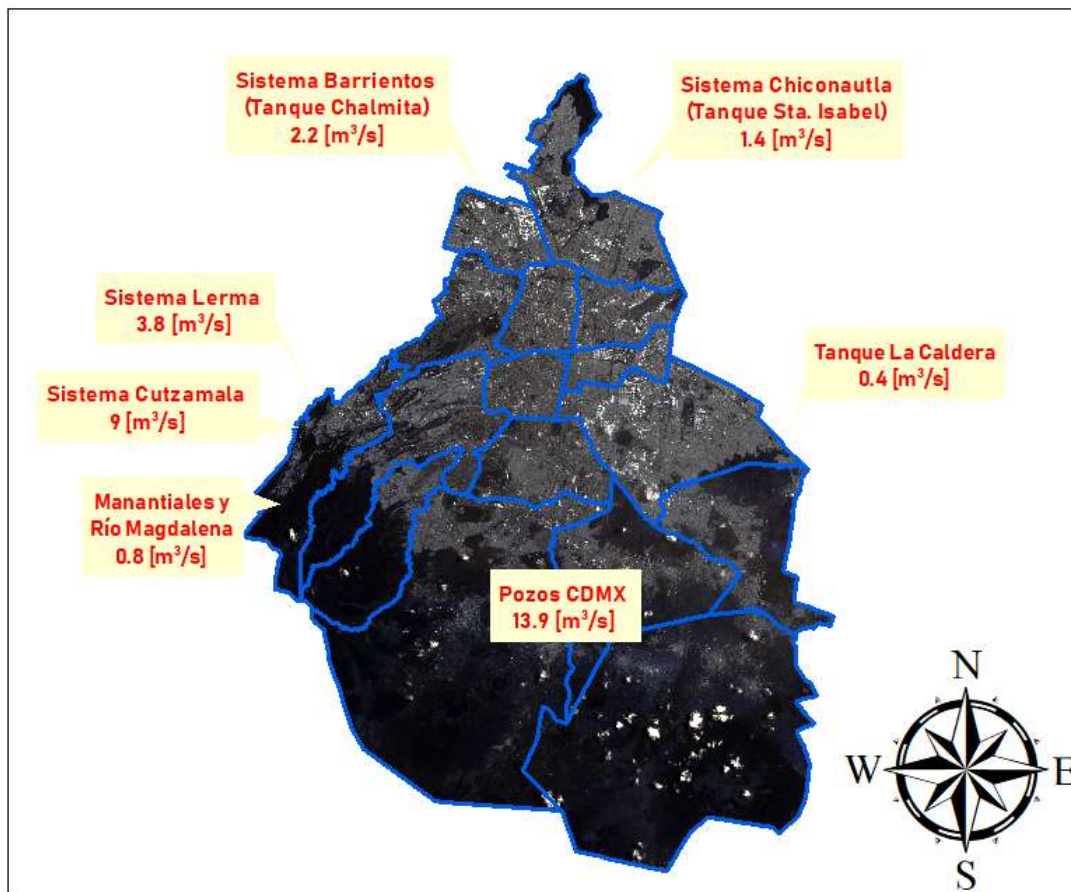 Sistema Barrientos
(Tanque Chalmita)
2.2 [m³/s]
Sistema Chiconautla
(Tanque Sta. Isabel)
1.4 [m³/s]
Sistema Lerma
3.8 [m³/s]
Tanque La Caldera
0.4 [m³/s]
Sistema Cutzamala
9 [m³/s]
Manantiales y
Río Magdalena
0.8 [m³/s]
Pozos CDMX
13.9 [m³/s]
N
W
E
S